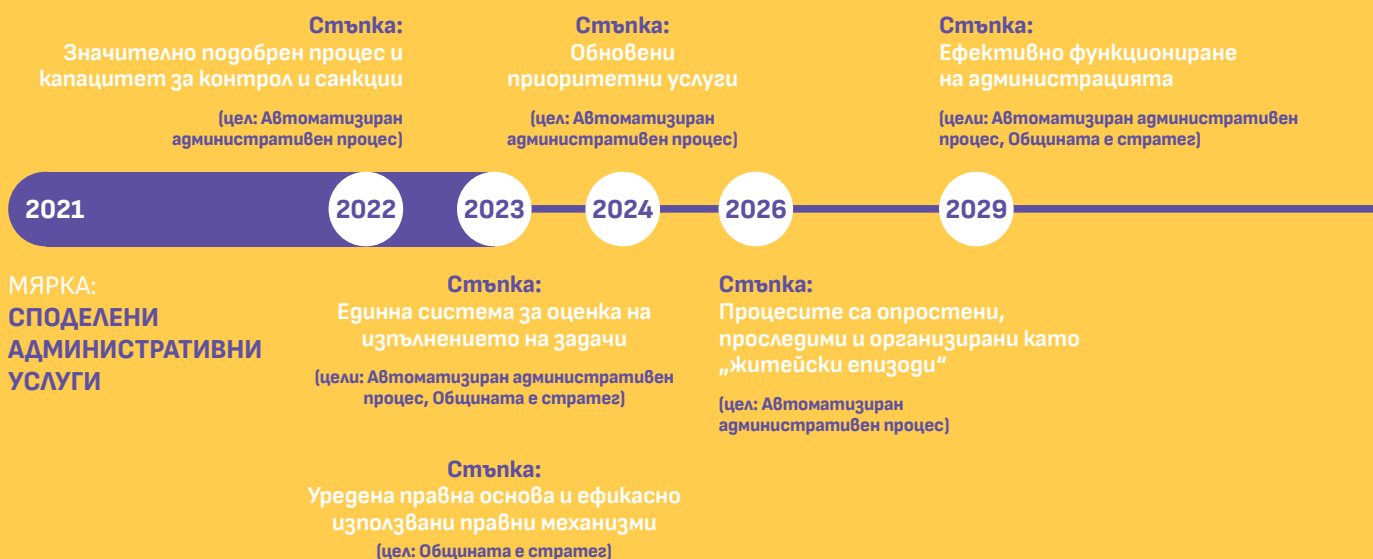 Стъпка:
Значително подобрен процес и
капацитет за контрол и санкции
(цел: Автоматизиран
административен процес)
Стъпка:
Обновени
приоритетни услуги
(цел: Автоматизиран
административен процес)
Стъпка:
Ефективно функциониране
на администрацията
(цели: Автоматизиран административен
процес, Общината е стратег)
2021
2022
2023
2024
2026
2029
МЯРКА:
СПОДЕЛЕНИ
АДМИНИСТРАТИВНИ
УСЛУГИ
Стъпка:
Единна система за оценка на
изпълнението на задачи
(цели: Автоматизиран административен
процес, Общината е стратег)
Стъпка:
Уредена правна основа и ефикасно
използвани правни механизми
(цел: Общината е стратег)
Стъпка:
Процесите са опростени,
проследими и организирани като
„житейски епизоди“
(цел: Автоматизиран
административен процес)